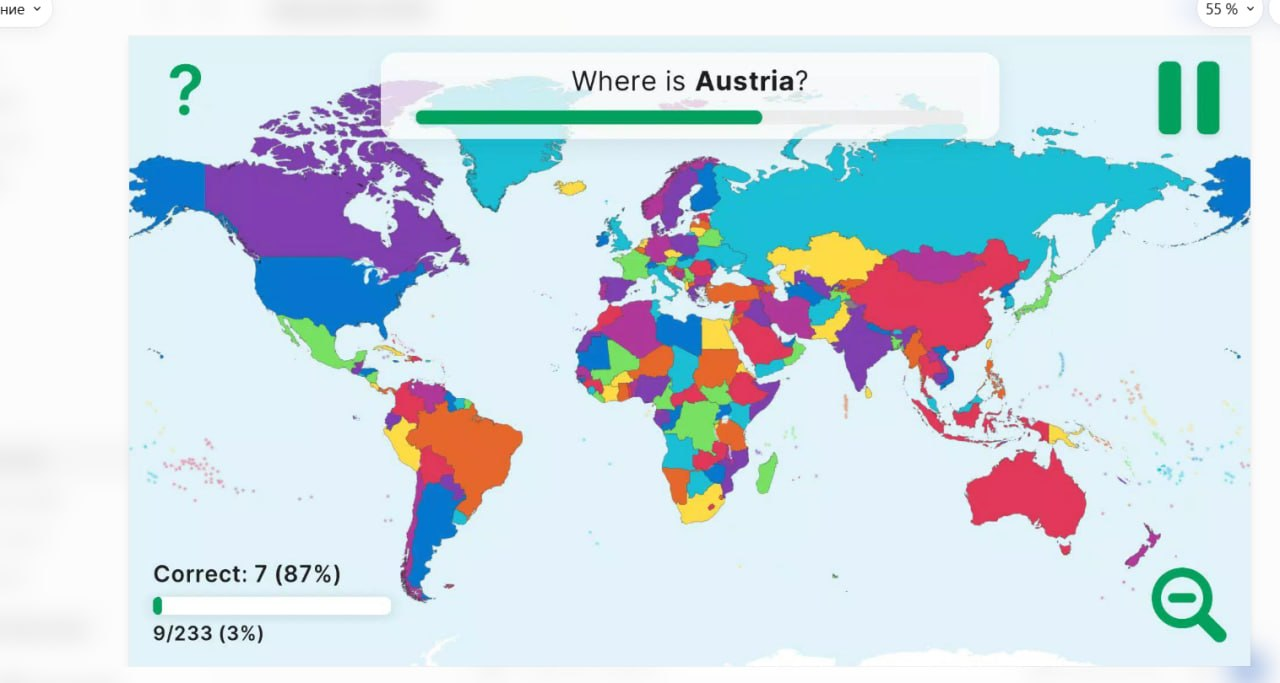 ние
55 %
?
Where is Austria?
Correct: 7 (87%)
9/233 (3%)